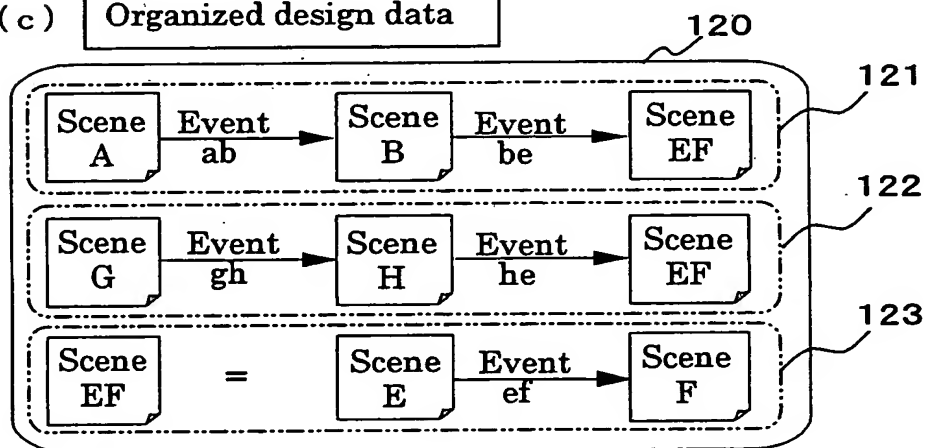 (c) Organized design data
120
121
Scene A Event ab Scene B Event be Scene EF
122
Scene G Event gh Scene H Event he Scene EF
123
Scene EF = Scene E Event ef Scene F